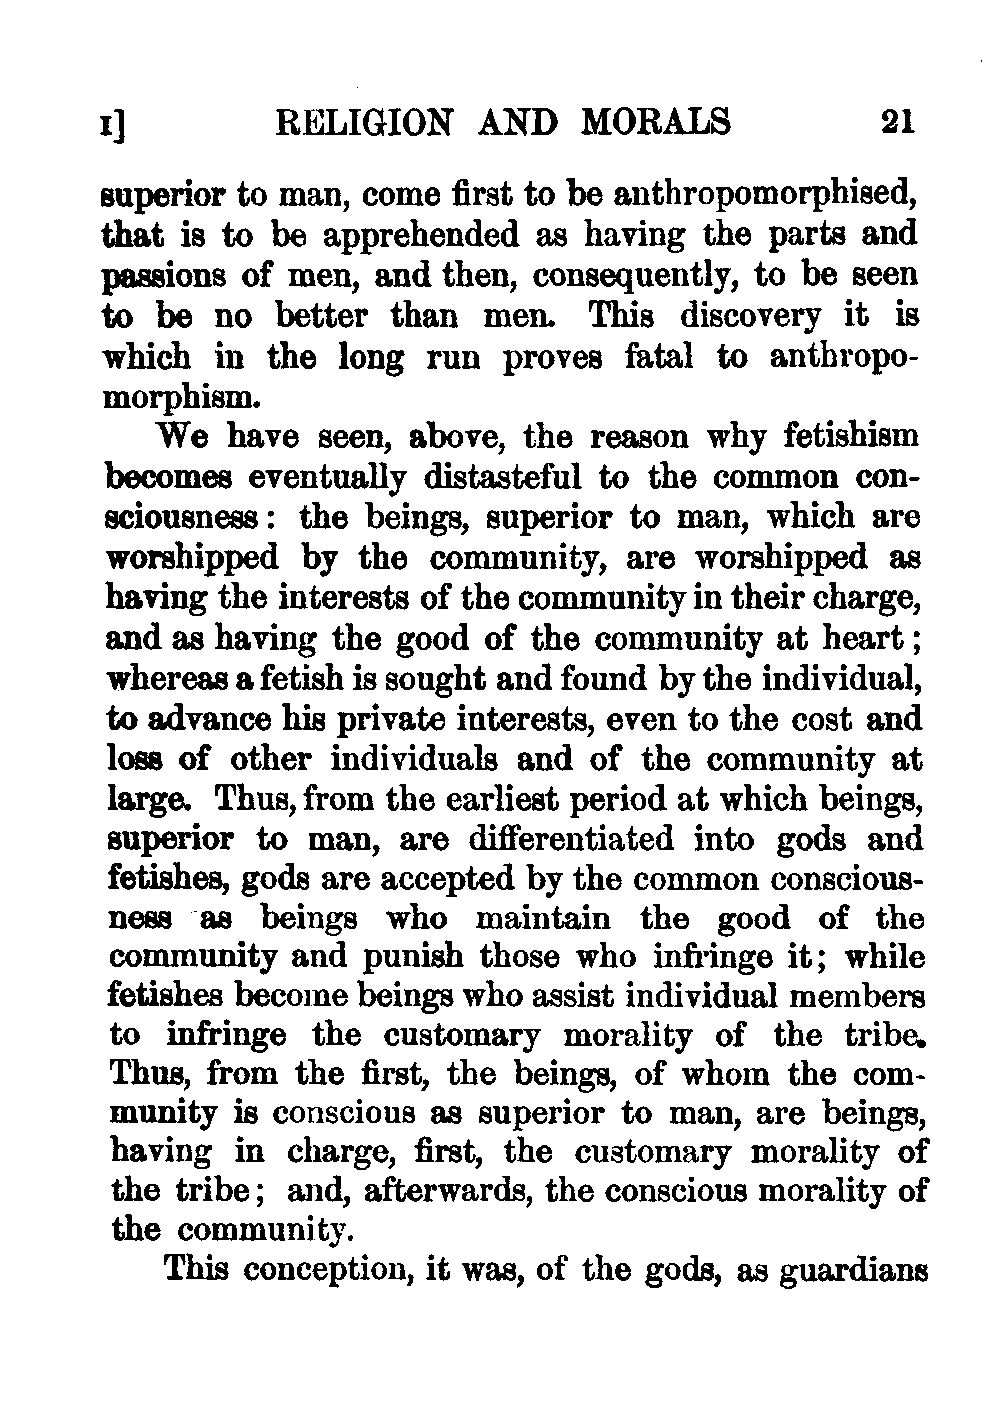 I] RELIGION AND MORALS 21
superior to man, come first to be anthropomorphised,
that is to be apprehended as having the parts and
passions of men, and then, consequently, to be seen
to be no better than men. This discovery it is
which in the long run proves fatal to anthropo-
morphism.
We have seen, above, the reason why fetishism
becomes eventually distasteful to the common con-
sciousness: the beings, superior to man, which are
worshipped by the community, are worshipped as
having the interests of the community in their charge,
and as having the good of the community at heart;
whereas a fetish is sought and found by the individual,
to advance his private interests, even to the cost and
loss of other individuals and of the community at
large. Thus, from the earliest period at which beings,
superior to man, are differentiated into gods and
fetishes, gods are accepted by the common conscious-
ness as beings who maintain the good of the
community and punish those who infringe it; while
fetishes become beings who assist individual members
to infringe the customary morality of the tribe.
Thus, from the first, the beings, of whom the com-
munity is conscious as superior to man, are beings,
having in charge, first, the customary morality of
the tribe; and, afterwards, the conscious morality of
the community.
This conception, it was, of the gods, as guardians